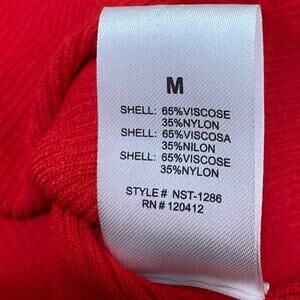 M
SHELL: 65%VISCOSE
35%NYLON
SHELL: 65%VISCOSA
35%NILON
SHELL: 65%VISCOSE
35%NYLON
STYLE# NST-1286
RN # 120412